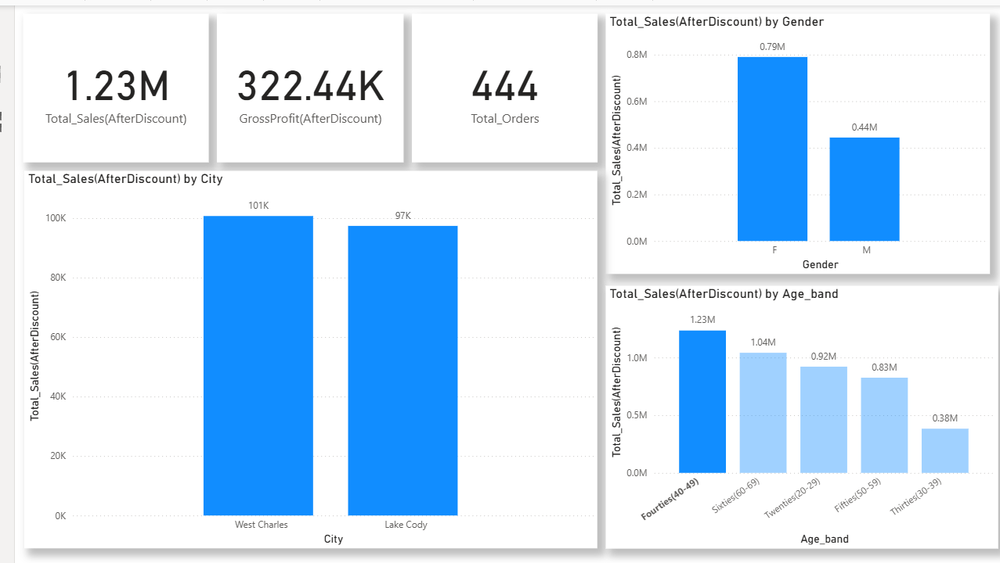 1.23M
Total_Sales(AfterDiscount)
322.44K
GrossProfit(AfterDiscount)
444
Total_Orders
Total_Sales(AfterDiscount) by Gender
Total_Sales(AfterDiscount)
0.8M
0.6M
0.4M
0.2M
0.0M
0.79M
0.44M
F
M
Gender
Total_Sales(AfterDiscount) by City
Total_Sales(AfterDiscount)
100K
80K
60K
40K
20K
0K
101K
97K
West Charles
Lake Cody
City
Total_Sales(AfterDiscount) by Age_band
Total_Sales(AfterDiscount)
1.0M
0.5M
0.0M
1.23M
1.04M
0.92M
0.83M
0.38M
Fourties(40-49)
Sixties(60-69)
Twenties(20-29)
Fifties(50-59)
Thirties(30-39)
Age_band